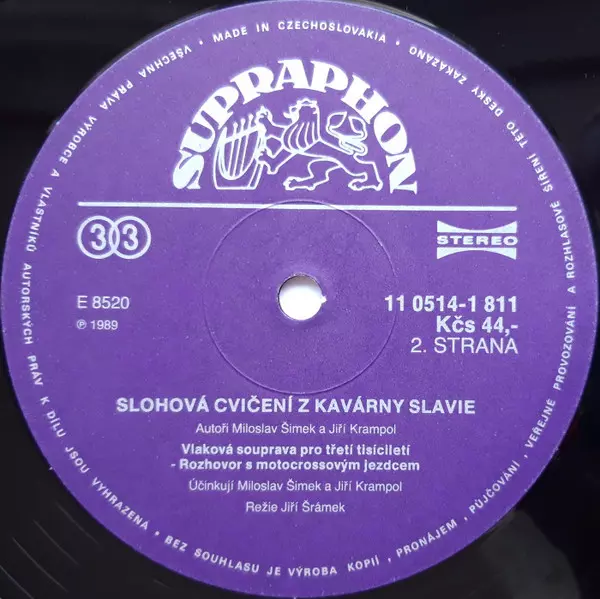 VŠECHNA PRÁVA VÝROBCE A VLASTNÍKŮ AUTORSKÝCH PRÁV K DÍLU JSOU VYHRAZENA • BEZ SOUHLASU JE VÝROBA KOPIÍ, PRONÁJEM, PŮJČOVÁNÍ, VEŘEJNÉ PROVOZOVÁNÍ A ROZHLASOVÉ ŠÍŘENÍ TÉTO DESKY ZAKÁZÁNO • MADE IN CZECHOSLOVÁKIA •
SUPRAPHON
33
STEREO
E 8520
℗ 1989
11 0514-1 811
Kčs 44,-
2. STRANA
SLOHOVÁ CVIČENÍ Z KAVÁRNY SLAVIE
Autoři Miloslav Šimek a Jiří Krampol
Vlaková souprava pro třetí tisíciletí
- Rozhovor s motocrossovým jezdcem
Účinkují Miloslav Šimek a Jiří Krampol
Režie Jiří Šrámek